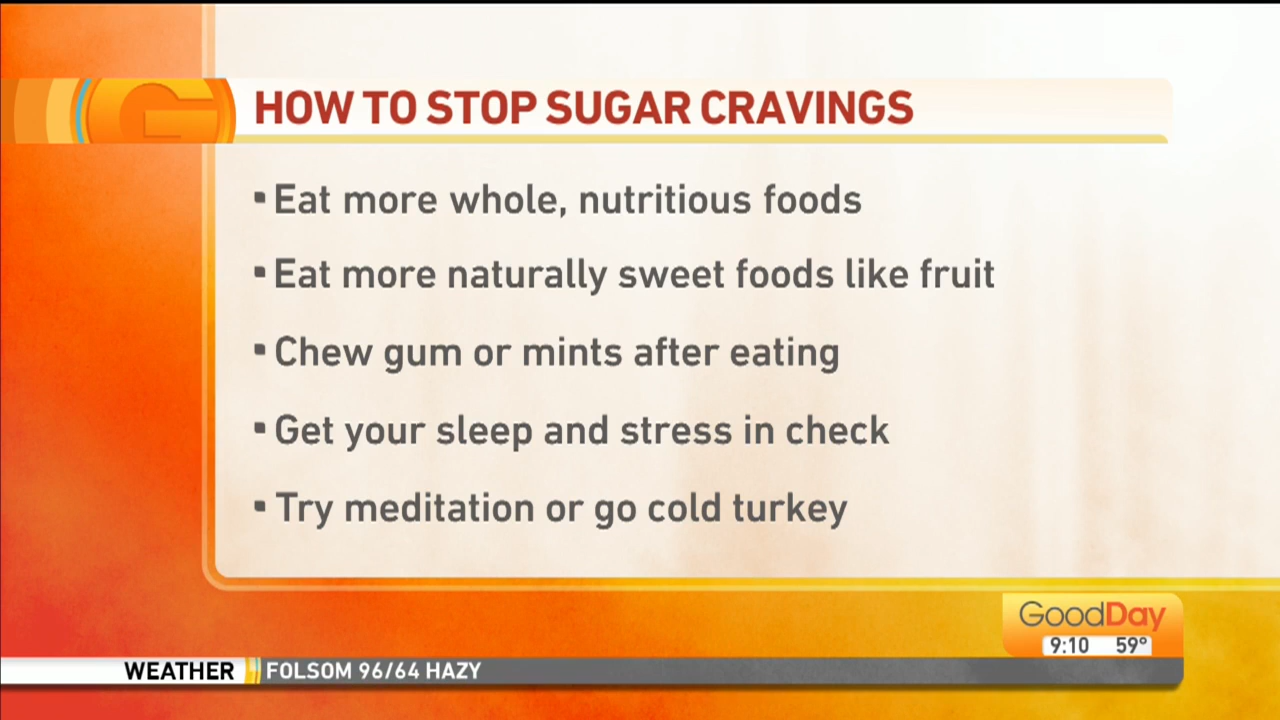 G
HOW TO STOP SUGAR CRAVINGS
▪ Eat more whole, nutritious foods
▪ Eat more naturally sweet foods like fruit
▪ Chew gum or mints after eating
▪ Get your sleep and stress in check
▪ Try meditation or go cold turkey
GoodDay
9:10 59°
WEATHER FOLSOM 96/64 HAZY